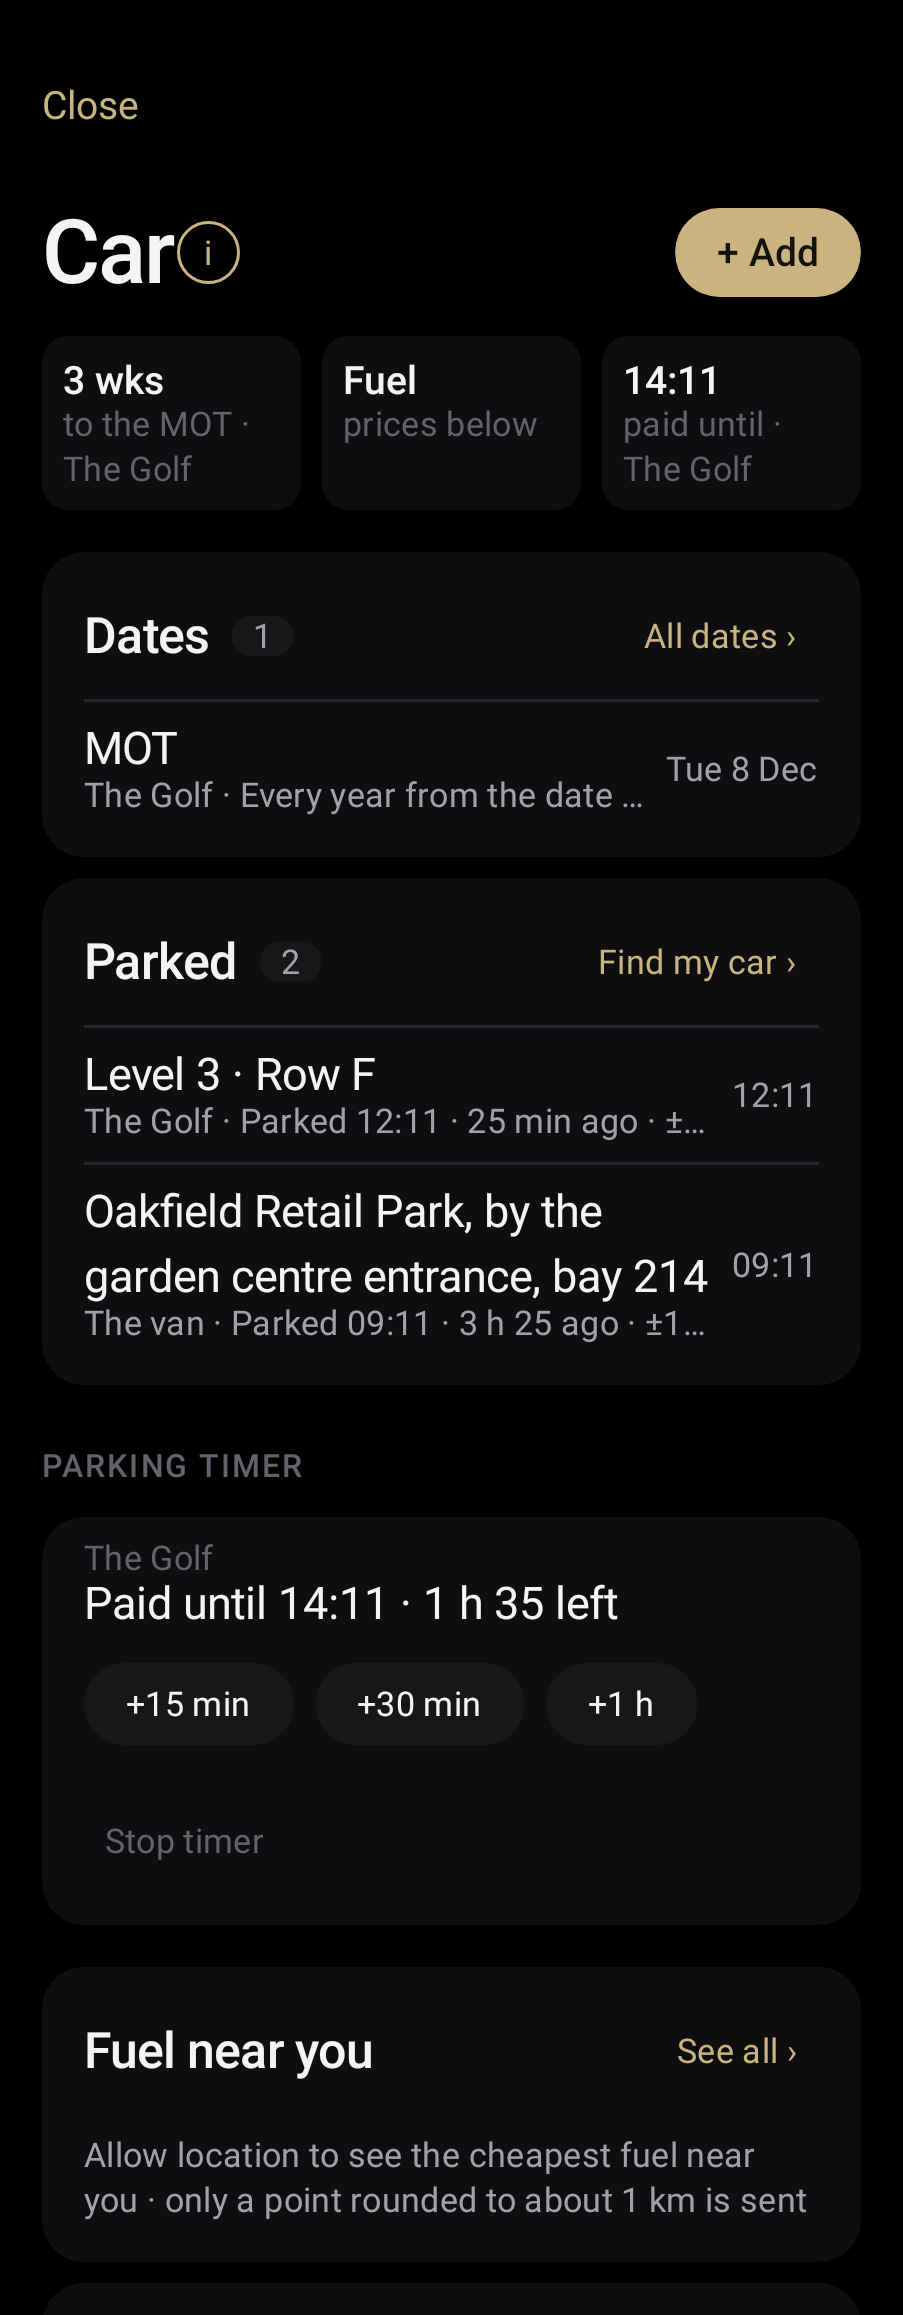 Close
Car i
+ Add
3 wks
to the MOT ·
The Golf
Fuel
prices below
14:11
paid until ·
The Golf
Dates 1
All dates ›
MOT
The Golf · Every year from the date …
Tue 8 Dec
Parked 2
Find my car ›
Level 3 · Row F
The Golf · Parked 12:11 · 25 min ago · ±…
12:11
Oakfield Retail Park, by the
garden centre entrance, bay 214
The van · Parked 09:11 · 3 h 25 ago · ±1…
09:11
PARKING TIMER
The Golf
Paid until 14:11 · 1 h 35 left
+15 min
+30 min
+1 h
Stop timer
Fuel near you
See all ›
Allow location to see the cheapest fuel near
you · only a point rounded to about 1 km is sent